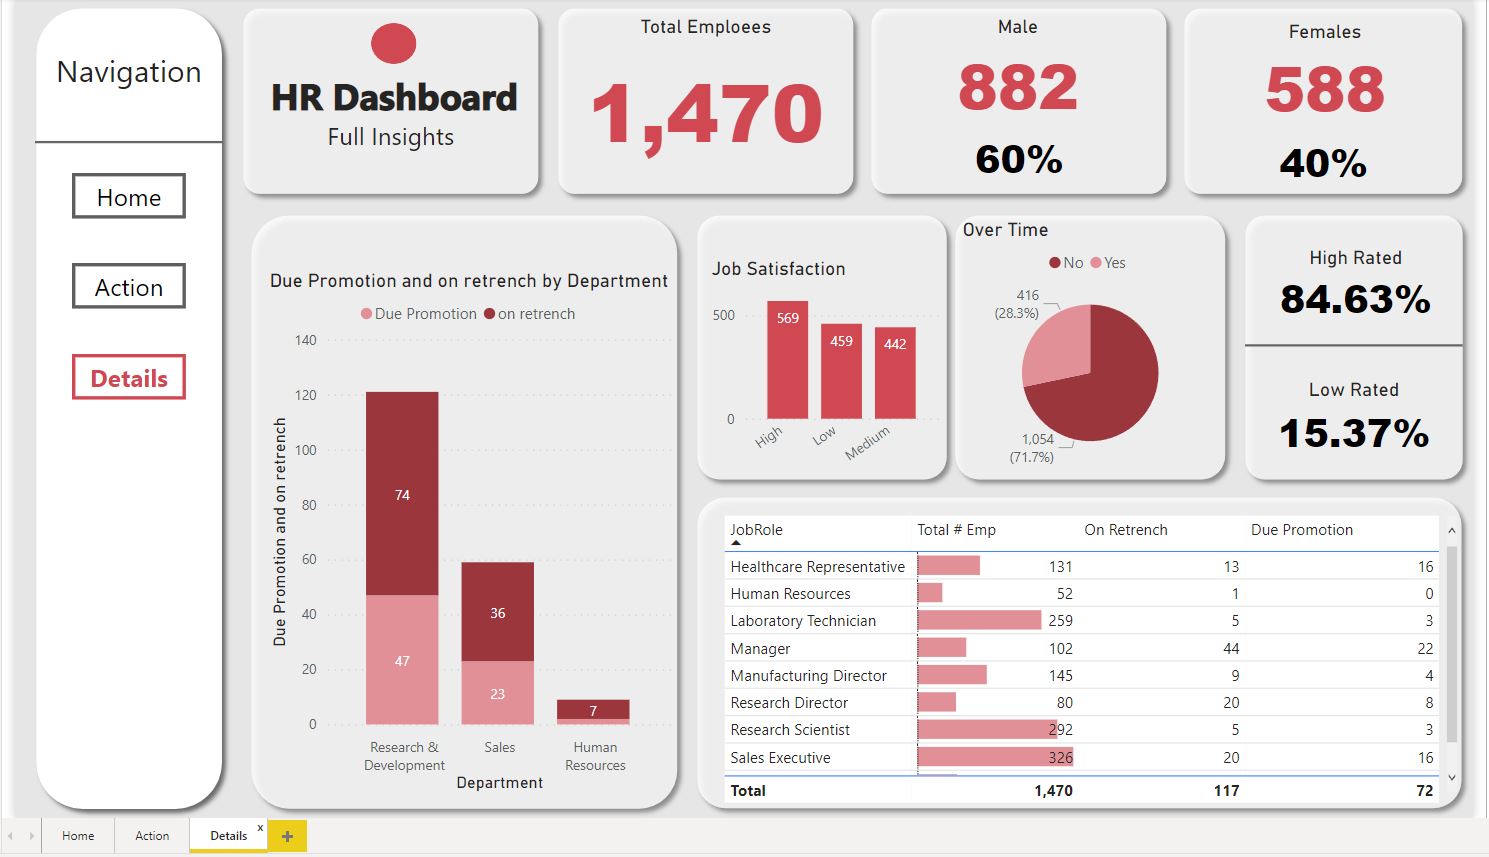 Navigation
Home
Action
Details
HR Dashboard
Full Insights
Total Emploees
1,470
Male
882
60%
Females
588
40%
Due Promotion and on retrench by Department
Due Promotion on retrench
Due Promotion and on retrench
140
120
100
80
60
40
20
0
74
47
36
23
7
Research &
Development
Sales
Human
Resources
Department
Job Satisfaction
500
0
569
459
442
High
Low
Medium
Over Time
No Yes
416
(28.3%)
1,054
(71.7%)
High Rated
84.63%
Low Rated
15.37%
JobRole Total # Emp On Retrench Due Promotion
Healthcare Representative 131 13 16
Human Resources 52 1 0
Laboratory Technician 259 5 3
Manager 102 44 22
Manufacturing Director 145 9 4
Research Director 80 20 8
Research Scientist 292 5 3
Sales Executive 326 20 16
Total 1,470 117 72
Home Action Details x +